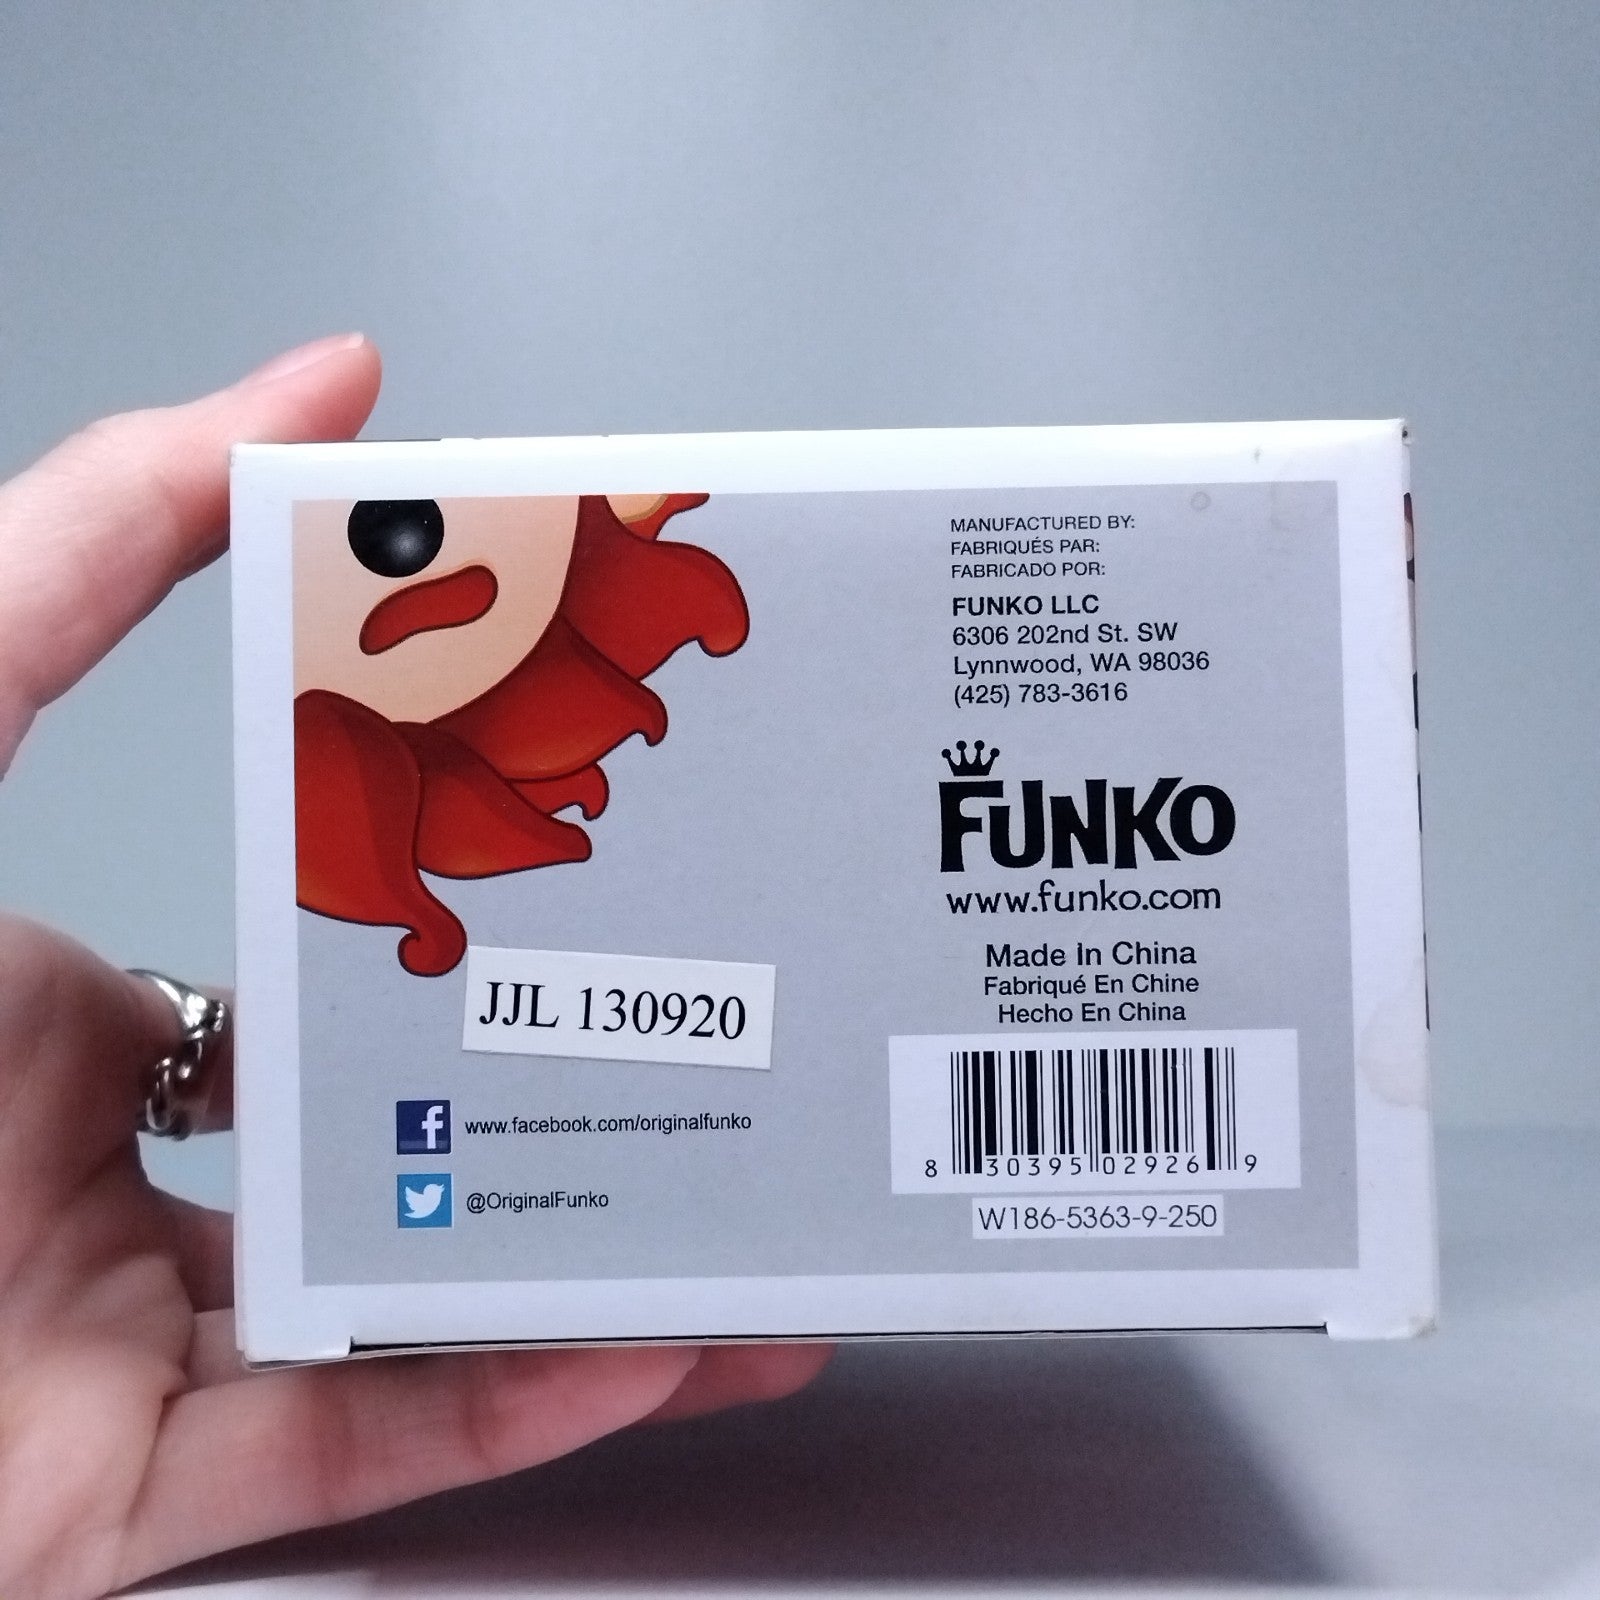 MANUFACTURED BY:
FABRIQUÉS PAR:
FABRICADO POR:
FUNKO LLC
6306 202nd St. SW
Lynnwood, WA 98036
(425) 783-3616
FUNKO
www.funko.com
Made In China
Fabriqué En Chine
Hecho En China
JJL 130920
f www.facebook.com/originalfunko
@OriginalFunko
8 30395 02926 9
W186-5363-9-250